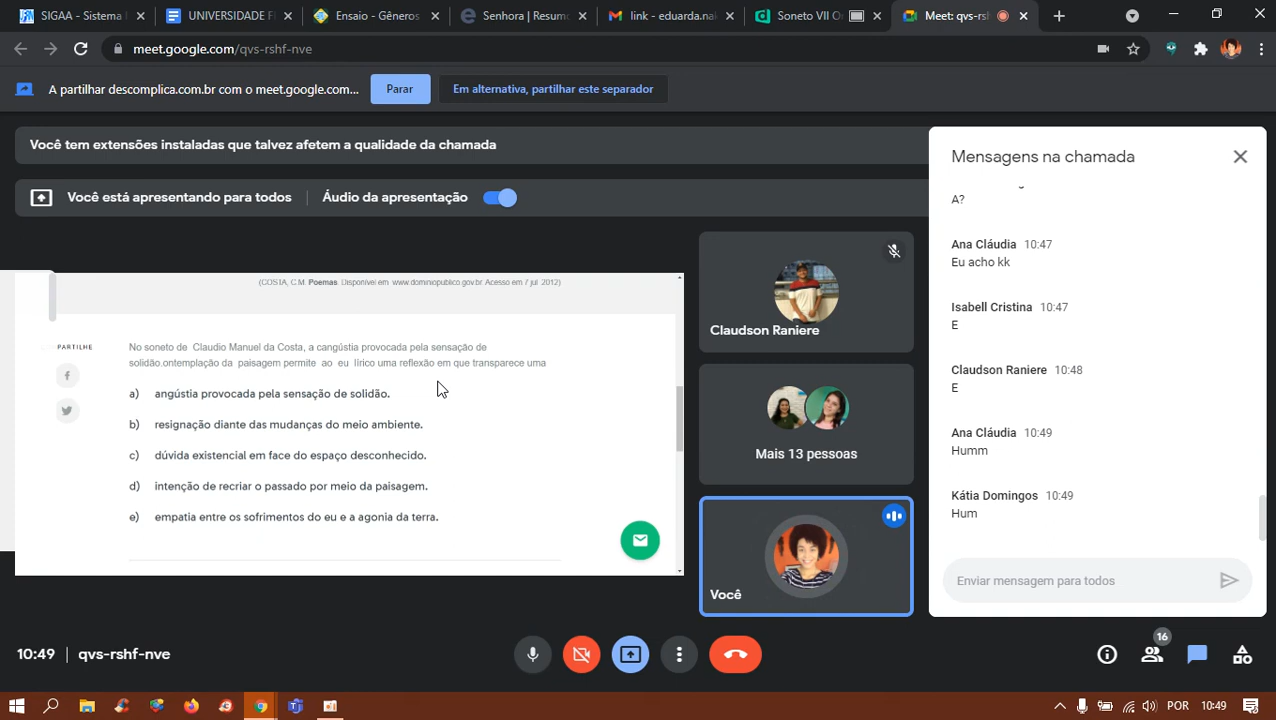 SIGAA - Sistema I
UNIVERSIDADE FI
Ensaio - Gêneros
Senhora | Resumo
link - eduarda.nak
Soneto VII O
Meet: qvs-rsh
meet.google.com/qvs-rshf-nve
A partilhar descomplica.com.br com o meet.google.com...
Parar
Em alternativa, partilhar este separador
Você tem extensões instaladas que talvez afetem a qualidade da chamada
Você está apresentando para todos
Áudio da apresentação
(COSTA, C.M. Poemas. Disponível em www.dominiopublico.gov.br. Acesso em 7 jul 2012)
PARTILHE
No soneto de Claudio Manuel da Costa, a cangústia provocada pela sensação de
solidão.ontemplação da paisagem permite ao eu lírico uma reflexão em que transparece uma
a) angústia provocada pela sensação de solidão.
b) resignação diante das mudanças do meio ambiente.
c) dúvida existencial em face do espaço desconhecido.
d) intenção de recriar o passado por meio da paisagem.
e) empatia entre os sofrimentos do eu e a agonia da terra.
Claudson Raniere
Mais 13 pessoas
Você
Mensagens na chamada
A?
Ana Cláudia 10:47
Eu acho kk
Isabell Cristina 10:47
E
Claudson Raniere 10:48
E
Ana Cláudia 10:49
Humm
Kátia Domingos 10:49
Hum
Enviar mensagem para todos
10:49 | qvs-rshf-nve
16
POR 10:49